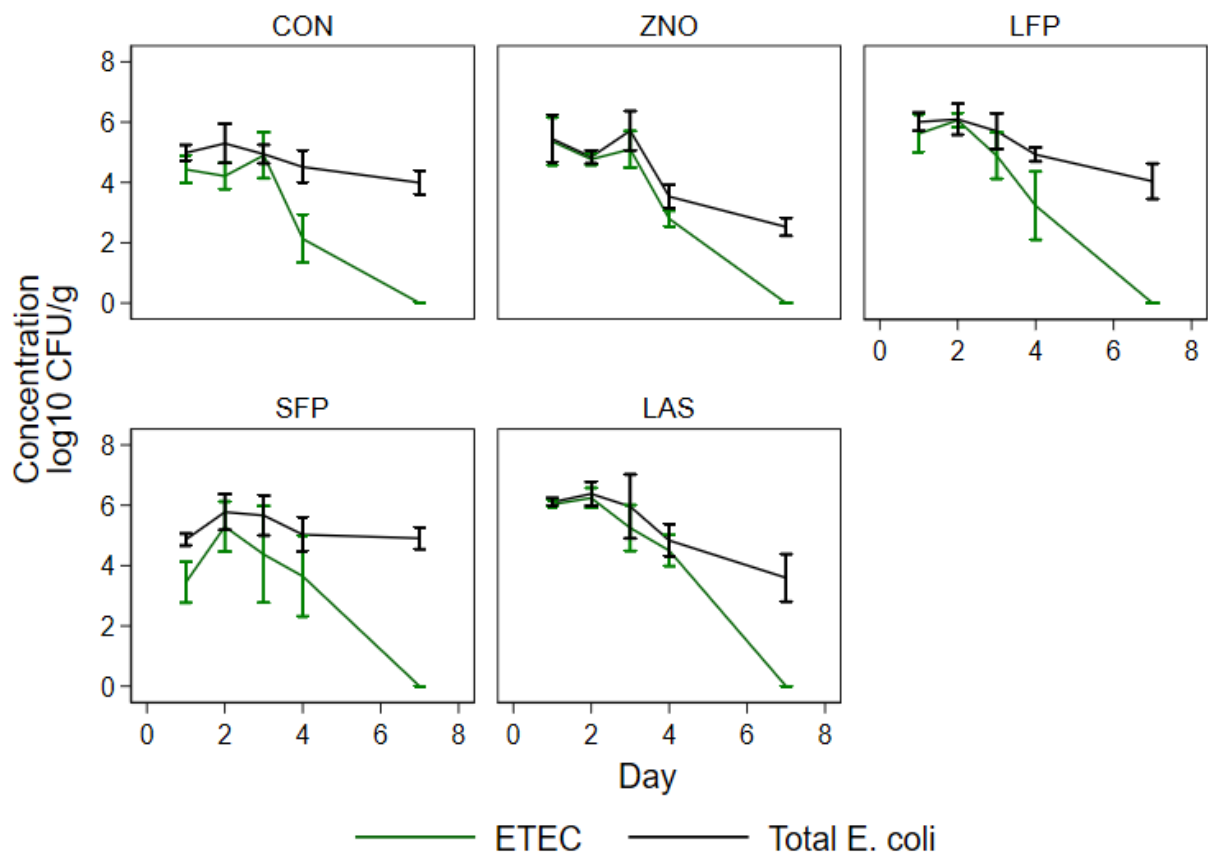 CON
ZNO
LFP
8
6
4
2
0
0 2 4 6 8
Concentration
log10 CFU/g
SFP
LAS
8
6
4
2
0
0 2 4 6 8
0 2 4 6 8
Day
ETEC
Total E. coli